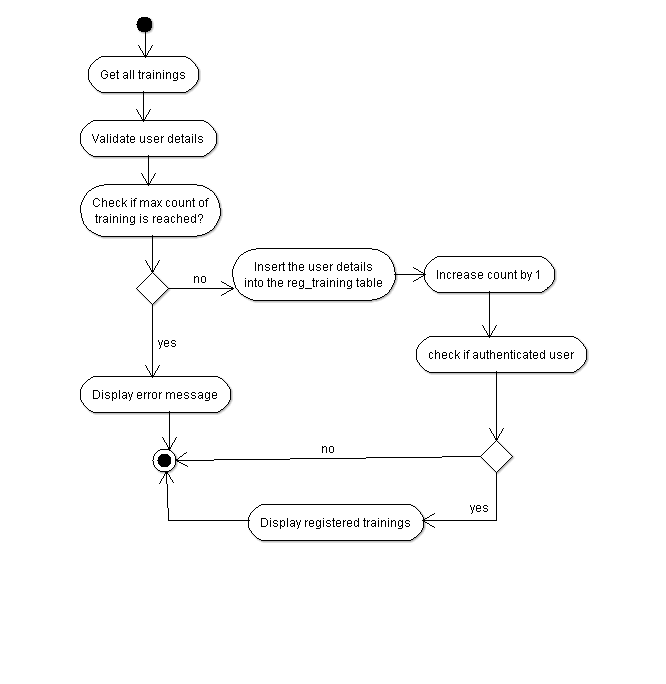 Get all trainings
Validate user details
Check if max count of
training is reached?
no
Insert the user details
into the reg_training table
Increase count by 1
yes
check if authenticated user
Display error message
no
yes
Display registered trainings